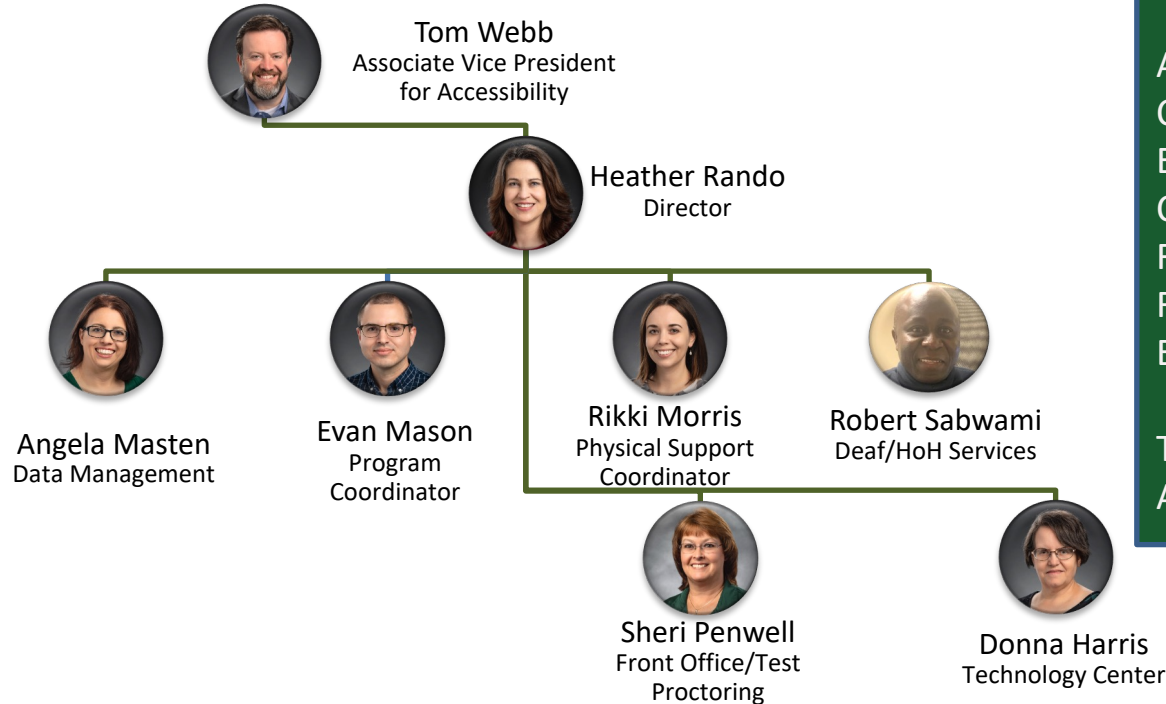 Tom Webb
Associate Vice President
for Accessibility
Heather Rando
Director
Angela Masten
Data Management
Evan Mason
Program
Coordinator
Rikki Morris
Physical Support
Coordinator
Robert Sabwami
Deaf/HoH Services
Sheri Penwell
Front Office/Test
Proctoring
Donna Harris
Technology Center